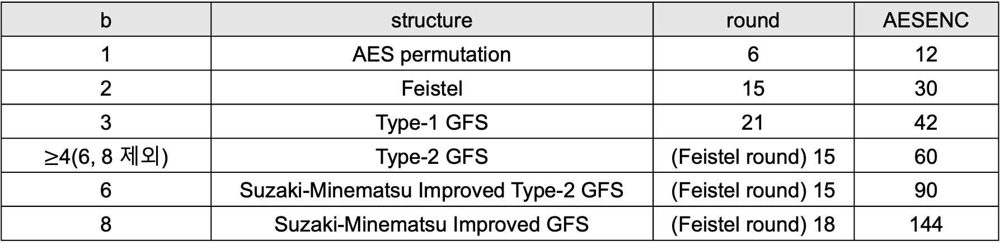 b structure round AESENC
1 AES permutation 6 12
2 Feistel 15 30
3 Type-1 GFS 21 42
≥4(6, 8 제외) Type-2 GFS (Feistel round) 15 60
6 Suzaki-Minematsu Improved Type-2 GFS (Feistel round) 15 90
8 Suzaki-Minematsu Improved GFS (Feistel round) 18 144